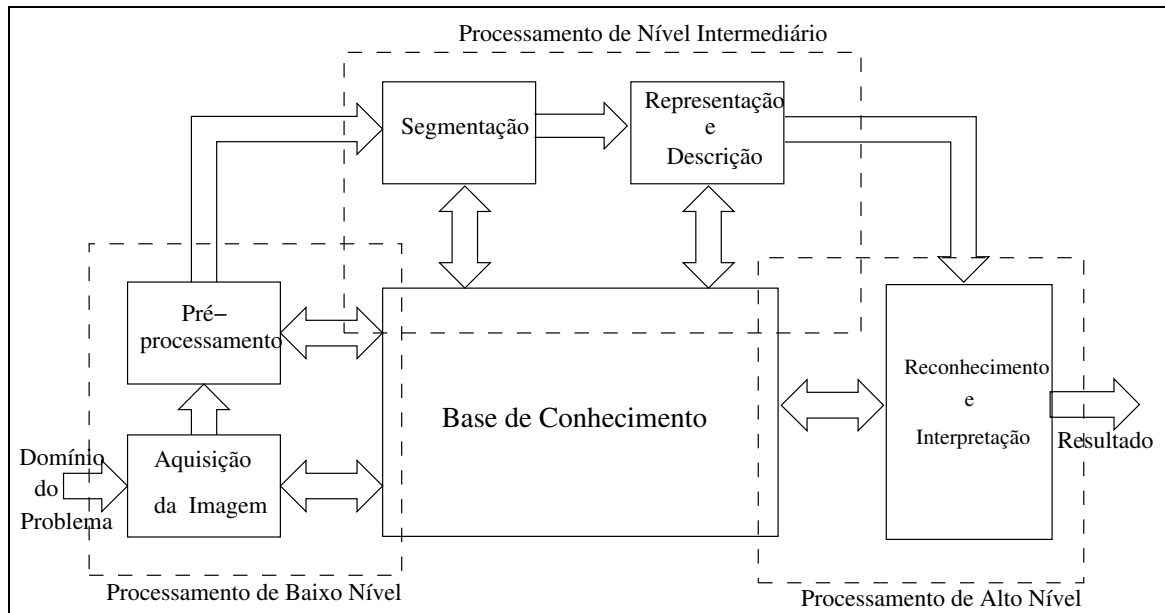 Processamento de Nível Intermediário
Segmentação
Representação
e
Descrição
Pré−
processamento
Base de Conhecimento
Reconhecimento
e
Interpretação
Resultado
Domínio
do
Problema
Aquisição
da Imagem
Processamento de Baixo Nível
Processamento de Alto Nível